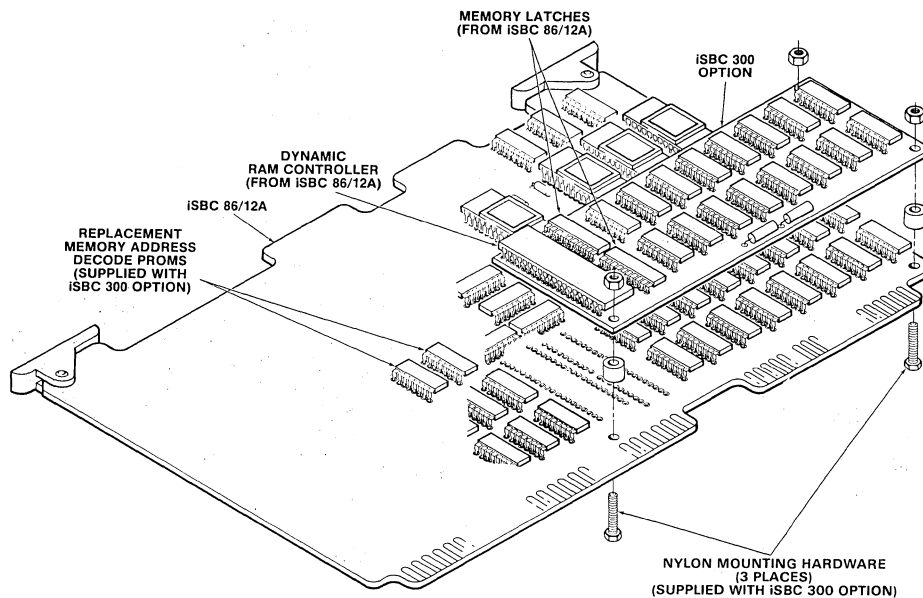 MEMORY LATCHES
(FROM iSBC 86/12A)
iSBC 300
OPTION
DYNAMIC
RAM CONTROLLER
(FROM iSBC 86/12A)
iSBC 86/12A
REPLACEMENT
MEMORY ADDRESS
DECODE PROMS
(SUPPLIED WITH
iSBC 300 OPTION)
NYLON MOUNTING HARDWARE
(3 PLACES)
(SUPPLIED WITH iSBC 300 OPTION)